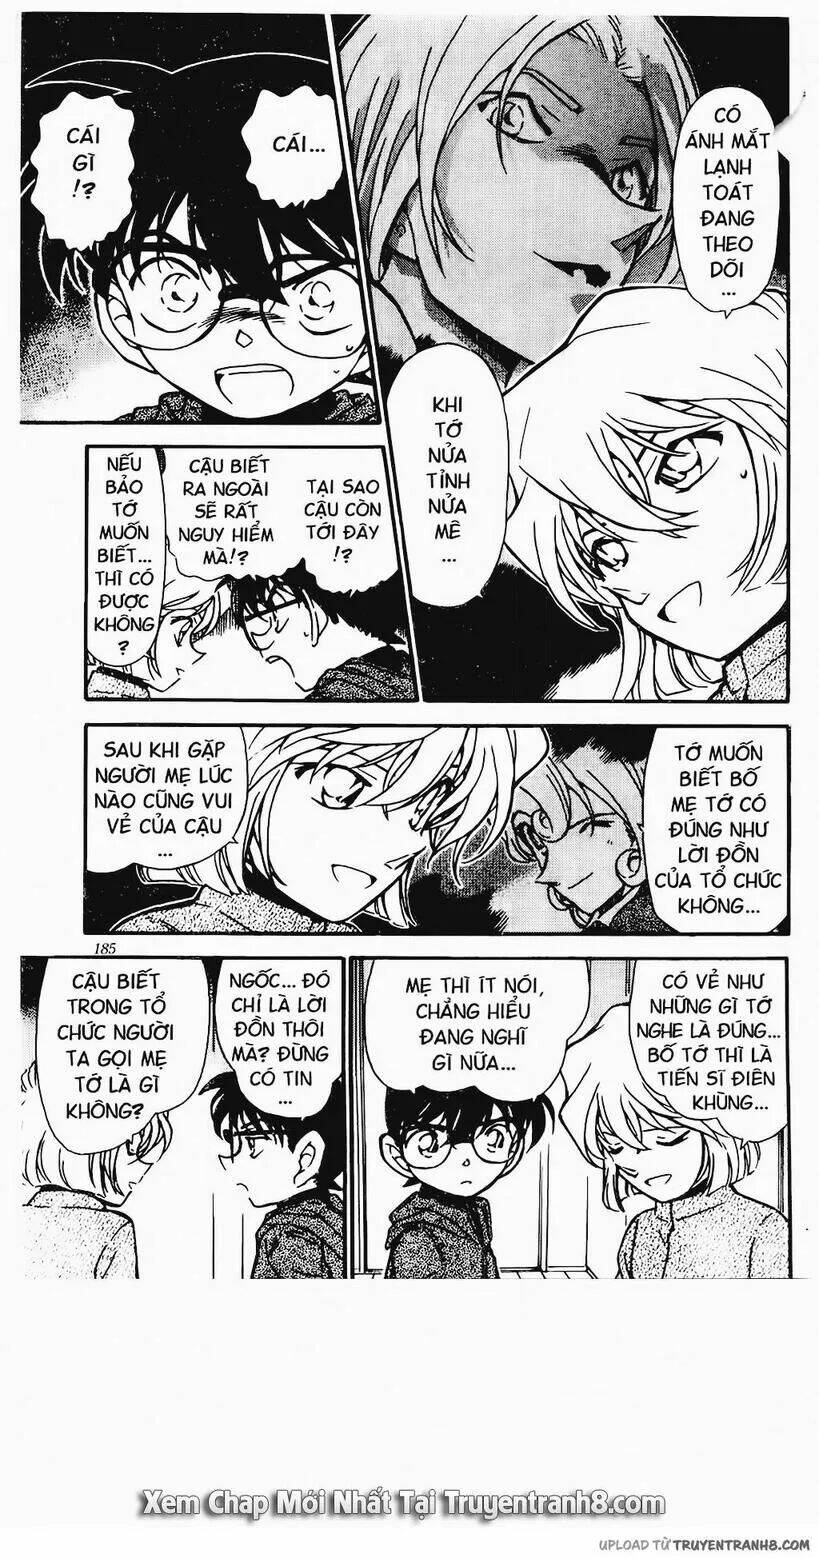 CÓ
ÁNH MẮT
LẠNH
TOÁT
ĐANG
THEO
DÕI
...
KHI
TỚ
NỬA
TỈNH
NỬA
MÊ
...
CÁI...
CÁI
GÌ
!?
TẠI SAO
CẬU CÒN
TỚI ĐÂY
!?
CẬU BIẾT
RA NGOÀI
SẼ RẤT
NGUY HIỂM
MÀ!?
NẾU
BẢO
TỚ
MUỐN
BIẾT...
THÌ CÓ
ĐƯỢC
KHÔNG
?
TỚ MUỐN
BIẾT BỐ
MẸ TỚ CÓ
ĐÚNG NHƯ
LỜI ĐỒN
CỦA TỔ CHỨC
KHÔNG...
SAU KHI GẶP
NGƯỜI MẸ LÚC
NÀO CŨNG VUI
VẺ CỦA CẬU
...
185
CÓ VẺ NHƯ
NHỮNG GÌ TỚ
NGHE LÀ ĐÚNG...
BỐ TỚ THÌ LÀ
TIẾN SĨ ĐIÊN
KHÙNG...
MẸ THÌ ÍT NÓI,
CHẲNG HIỂU
ĐANG NGHĨ
GÌ NỮA...
NGỐC... ĐÓ
CHỈ LÀ LỜI
ĐỒN THÔI
MÀ? ĐỪNG
CÓ TIN
...
CẬU BIẾT
TRONG TỔ
CHỨC NGƯỜI
TA GỌI MẸ
TỚ LÀ GÌ
KHÔNG?
Xem Chap Mới Nhất Tại Truyentranh8.com
UPLOAD TỪ TRUYENTRANH8.COM